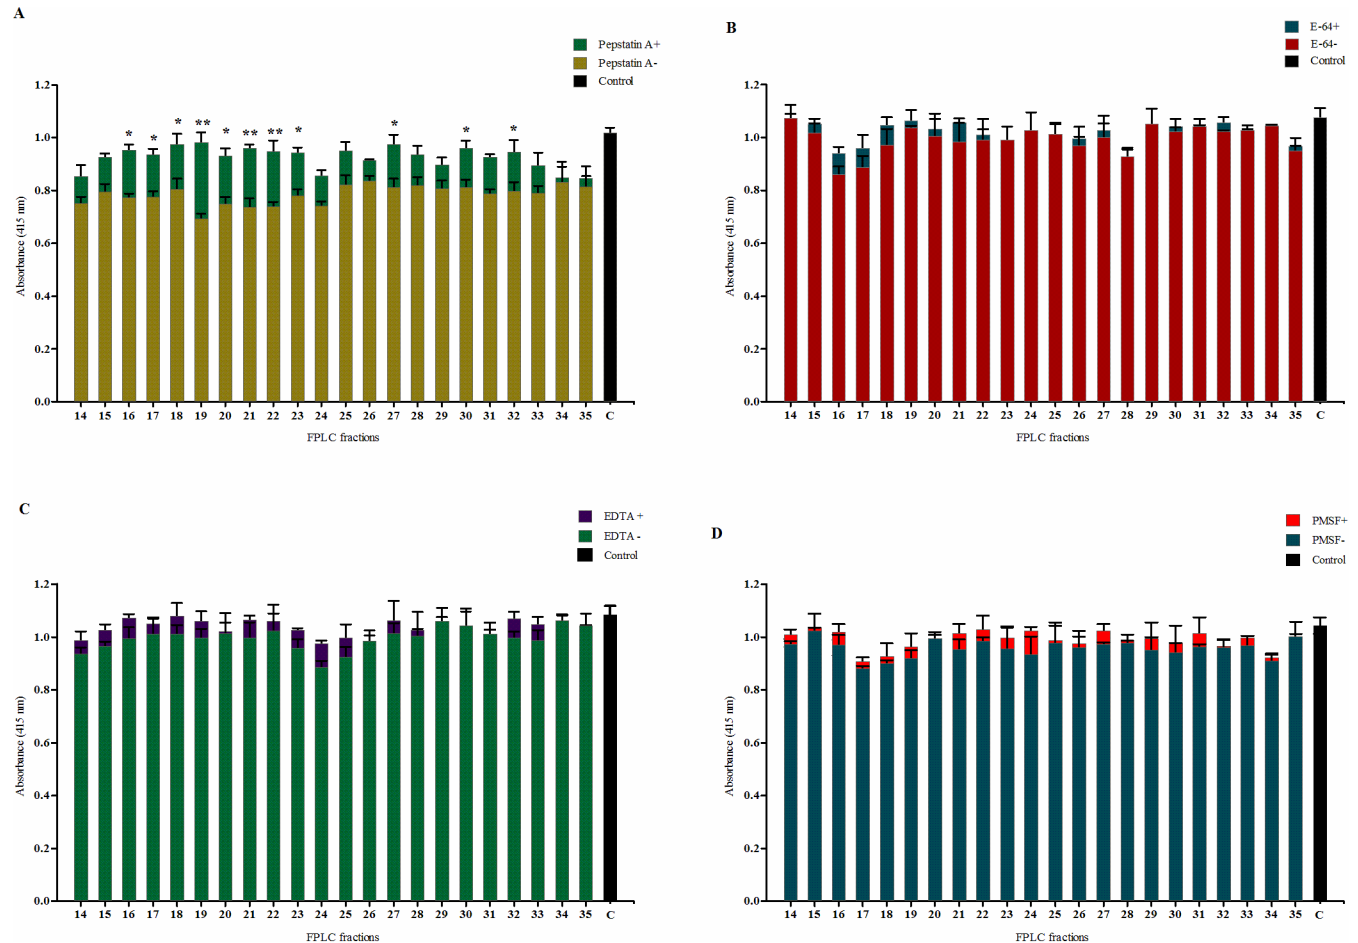 A
Pepstatin A+
Pepstatin A-
Control
1.2
1.0
0.8
0.6
0.4
0.2
0.0
Absorbance (415 nm)
* * * ** * ** ** * * * *
14 15 16 17 18 19 20 21 22 23 24 25 26 27 28 29 30 31 32 33 34 35 C
FPLC fractions
B
E-64+
E-64-
Control
1.2
1.0
0.8
0.6
0.4
0.2
0.0
Absorbance (415 nm)
14 15 16 17 18 19 20 21 22 23 24 25 26 27 28 29 30 31 32 33 34 35 C
FPLC fractions
C
EDTA +
EDTA -
Control
1.2
1.0
0.8
0.6
0.4
0.2
0.0
Absorbance (415 nm)
14 15 16 17 18 19 20 21 22 23 24 25 26 27 28 29 30 31 32 33 34 35 C
FPLC fractions
D
PMSF+
PMSF-
Control
1.2
1.0
0.8
0.6
0.4
0.2
0.0
Absorbance (415 nm)
14 15 16 17 18 19 20 21 22 23 24 25 26 27 28 29 30 31 32 33 34 35 C
FPLC fractions